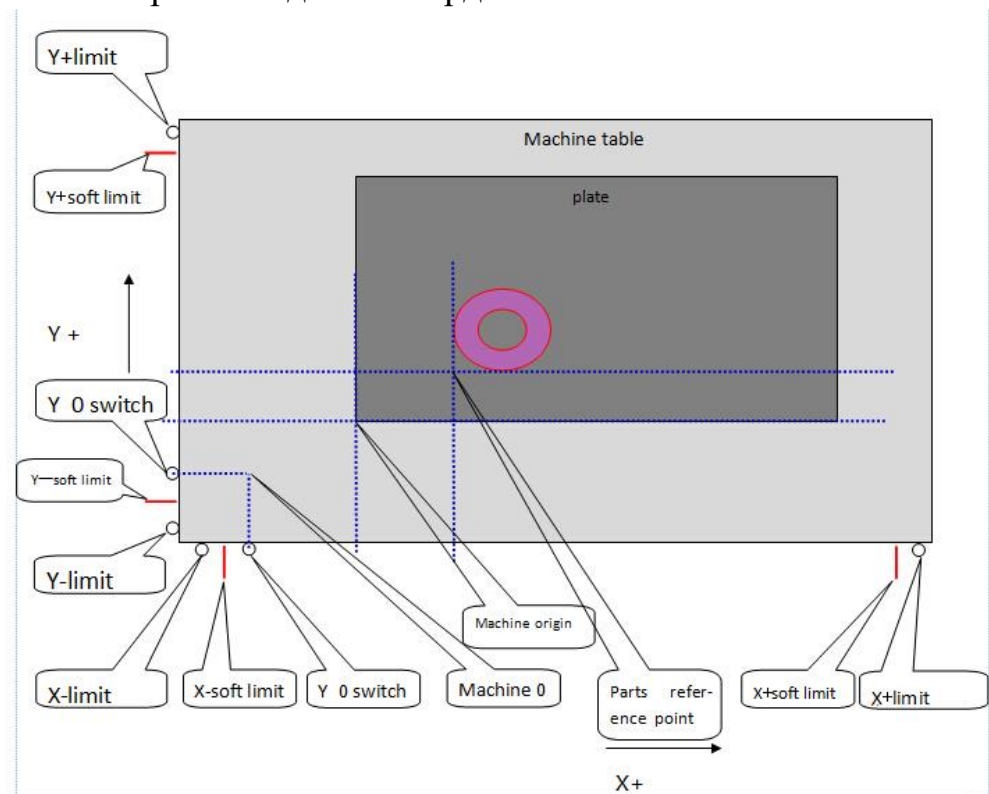 Y+limit
Machine table
Y+soft limit
plate
Y +
Y 0 switch
Y—soft limit
Y-limit
Machine origin
X-limit
X-soft limit
Y 0 switch
Machine 0
Parts refer-
ence point
X+soft limit
X+limit
X+